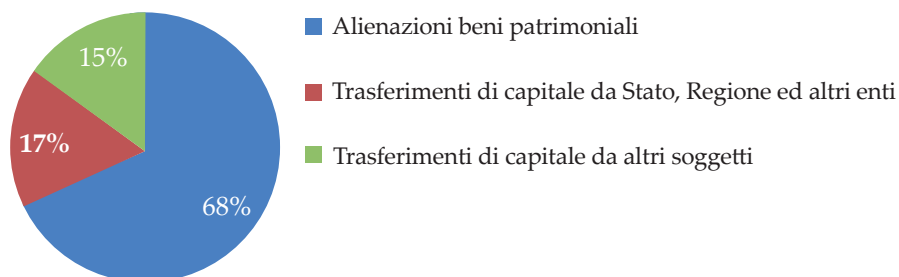 15%
17%
68%
Alienazioni beni patrimoniali
Trasferimenti di capitale da Stato, Regione ed altri enti
Trasferimenti di capitale da altri soggetti